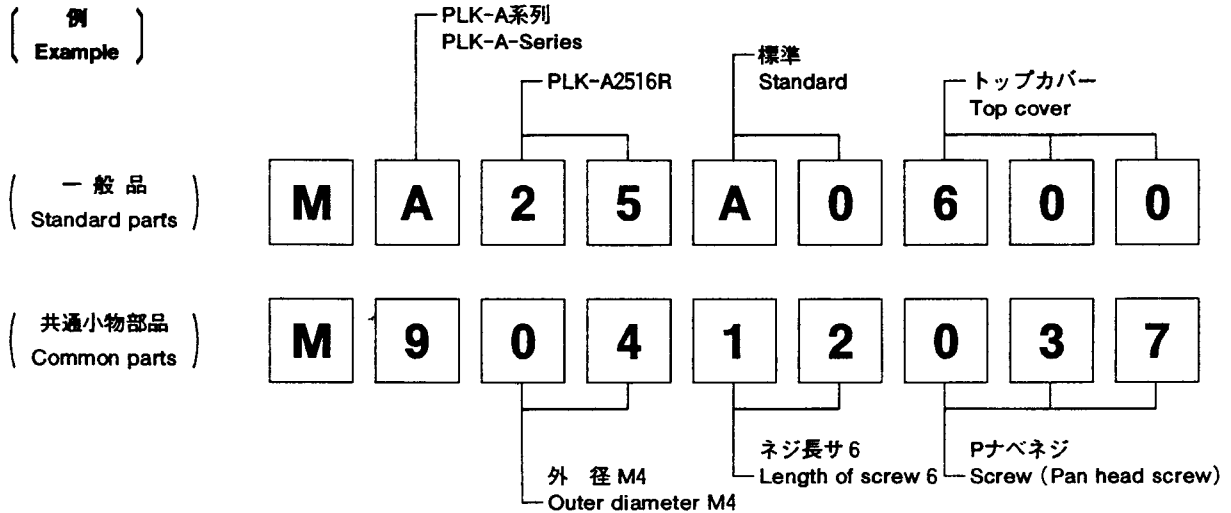 例
Example
PLK-A系列
PLK-A-Series
PLK-A2516R
標準
Standard
トップカバー
Top cover
一般品
Standard parts
M A 2 5 A 0 6 0 0
共通小物部品
Common parts
M 9 0 4 1 2 0 3 7
外 径 M4
Outer diameter M4
ネジ長サ 6
Length of screw 6
Pナベネジ
Screw (Pan head screw)